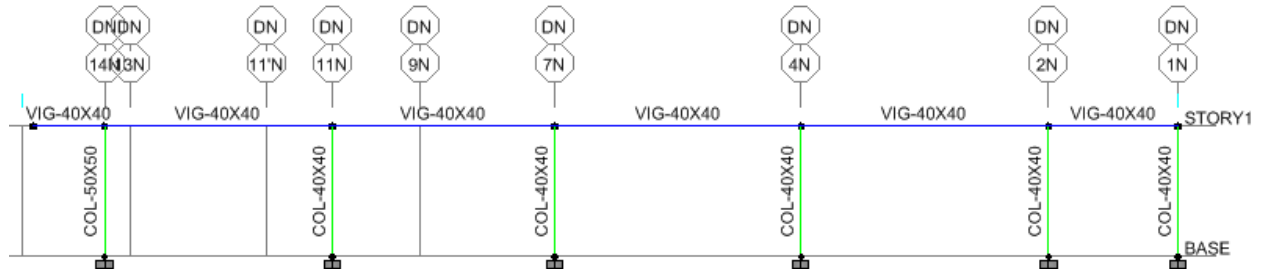 DN DN DN DN DN DN DN DN DN
14N 13N 11'N 11N 9N 7N 4N 2N 1N
VIG-40X40 VIG-40X40 VIG-40X40 VIG-40X40 VIG-40X40 VIG-40X40 STORY1
COL-50X50 COL-40X40 COL-40X40 COL-40X40 COL-40X40 COL-40X40
BASE